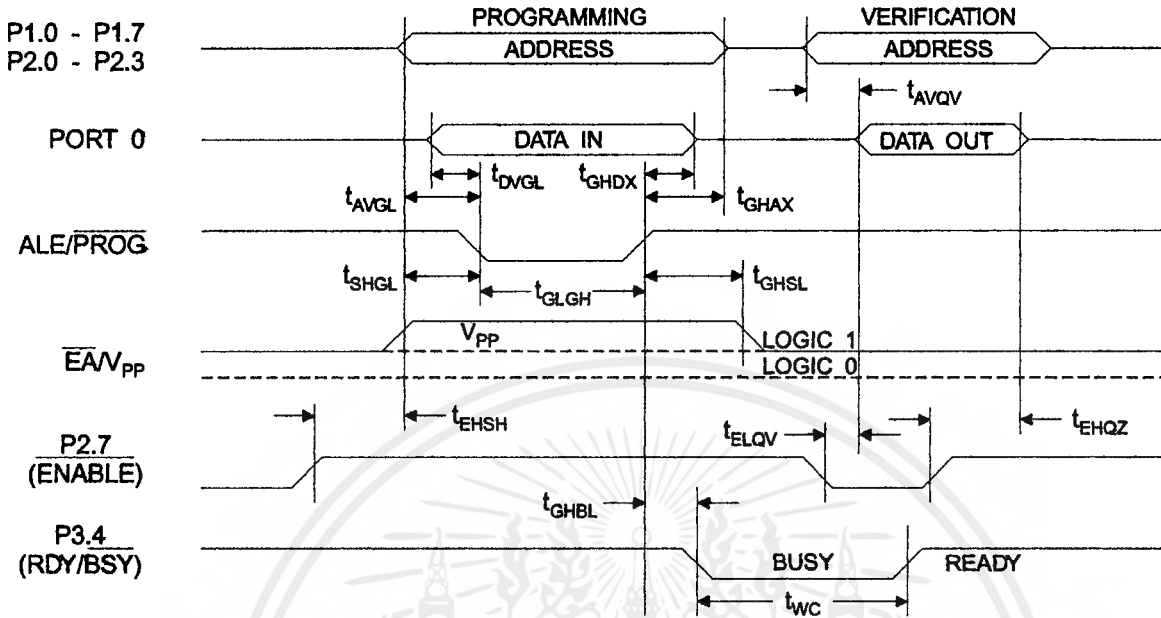 PROGRAMMING VERIFICATION
P1.0 - P1.7
P2.0 - P2.3
ADDRESS ADDRESS
tAVQV
PORT 0 DATA IN DATA OUT
tDVGL tGHDX
tAVGL tGHAX
ALE/PROG
tSHGL tGLGH tGHSL
VPP
LOGIC 1
EA/VPP
LOGIC 0
tEHSH tELQV tEHQZ
P2.7
(ENABLE)
tGHBL
P3.4
(RDY/BSY)
BUSY READY
tWC